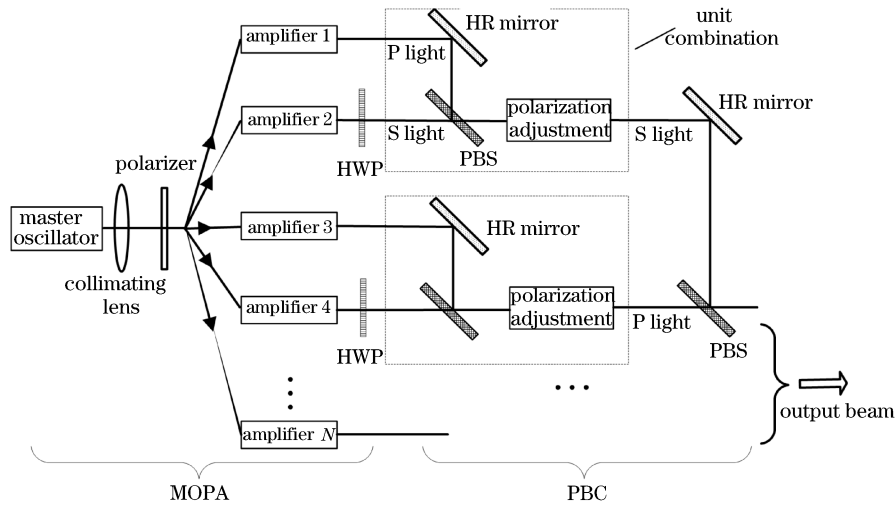 amplifier 1
HR mirror
unit
combination
P light
amplifier 2
S light
polarization
adjustment
S light
HR mirror
HWP
PBS
polarizer
master
oscillator
amplifier 3
HR mirror
collimating
lens
amplifier 4
polarization
adjustment
P light
HWP
PBS
output beam
amplifier N
MOPA
PBC